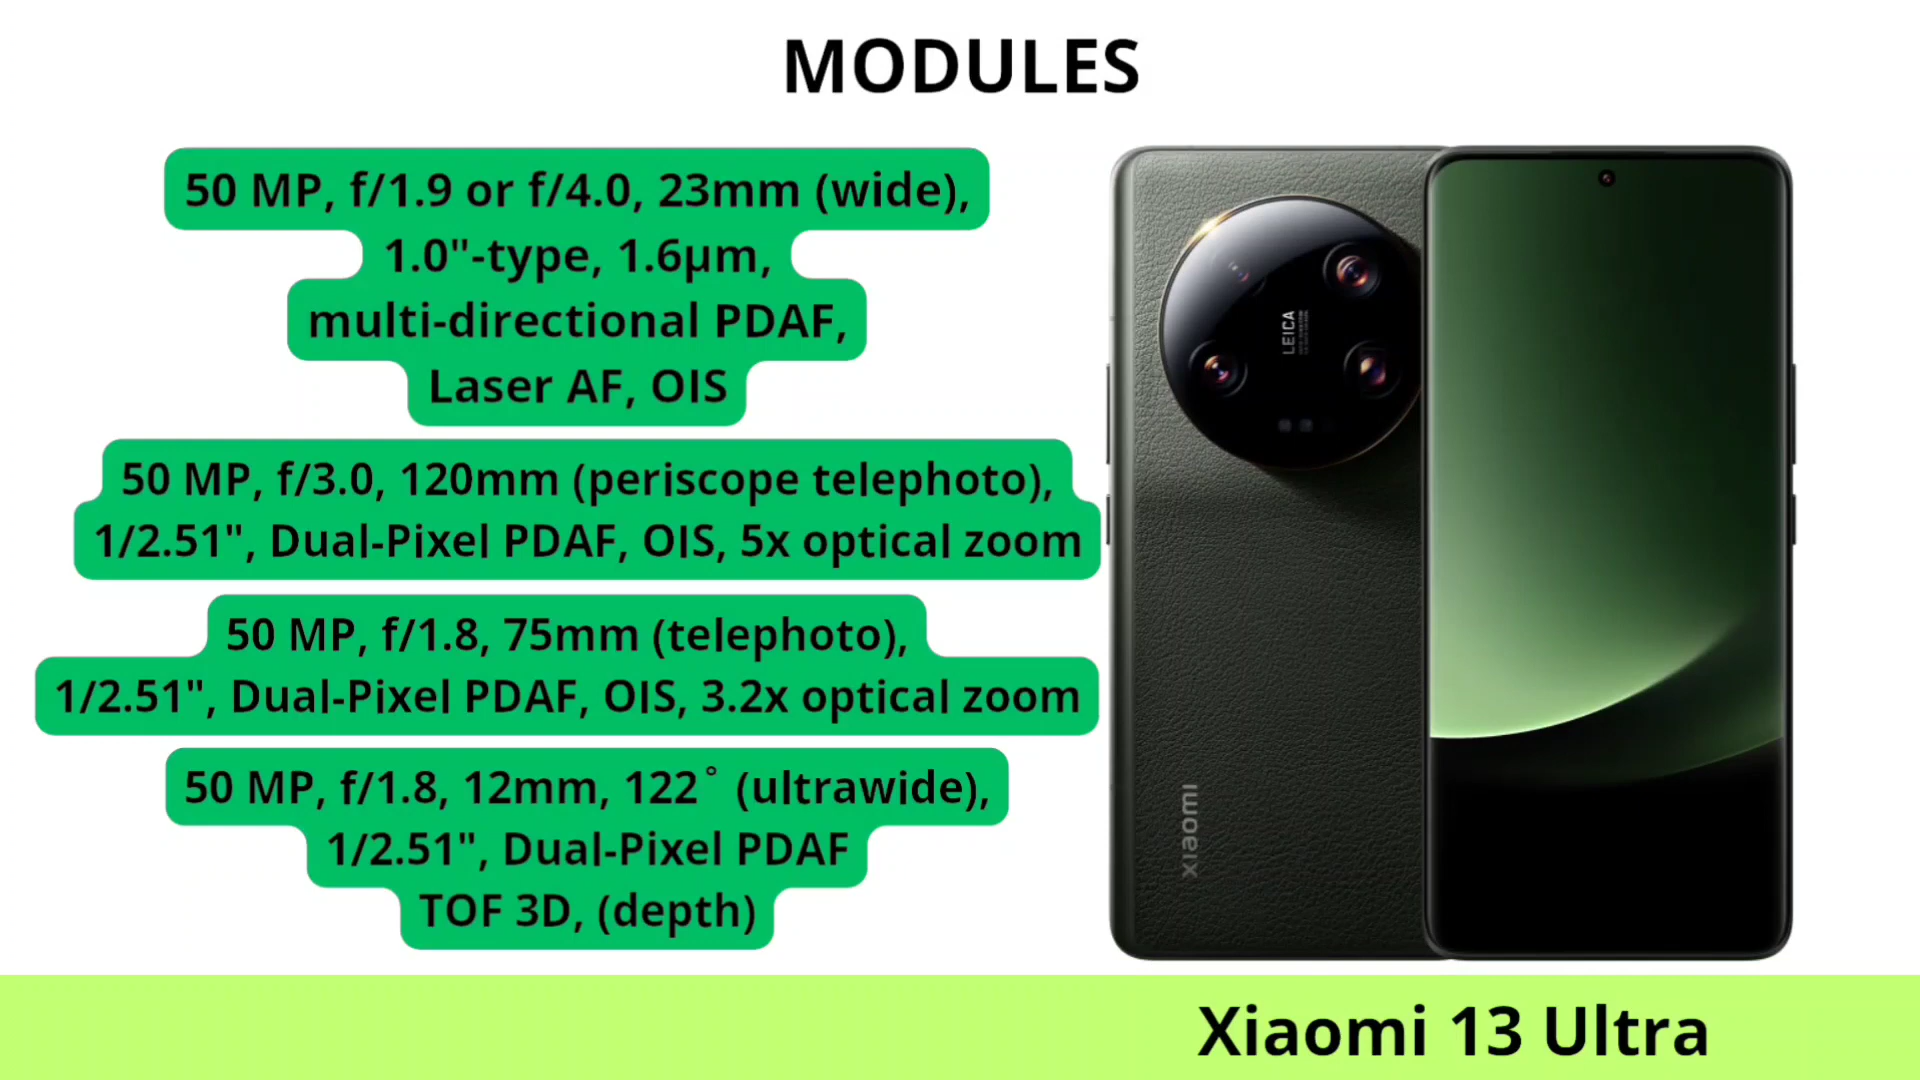 MODULES
50 MP, f/1.9 or f/4.0, 23mm (wide),
1.0"-type, 1.6µm,
multi-directional PDAF,
Laser AF, OIS
50 MP, f/3.0, 120mm (periscope telephoto),
1/2.51", Dual-Pixel PDAF, OIS, 5x optical zoom
50 MP, f/1.8, 75mm (telephoto),
1/2.51", Dual-Pixel PDAF, OIS, 3.2x optical zoom
50 MP, f/1.8, 12mm, 122˚ (ultrawide),
1/2.51", Dual-Pixel PDAF
TOF 3D, (depth)
LEICA
xiaomi
Xiaomi 13 Ultra